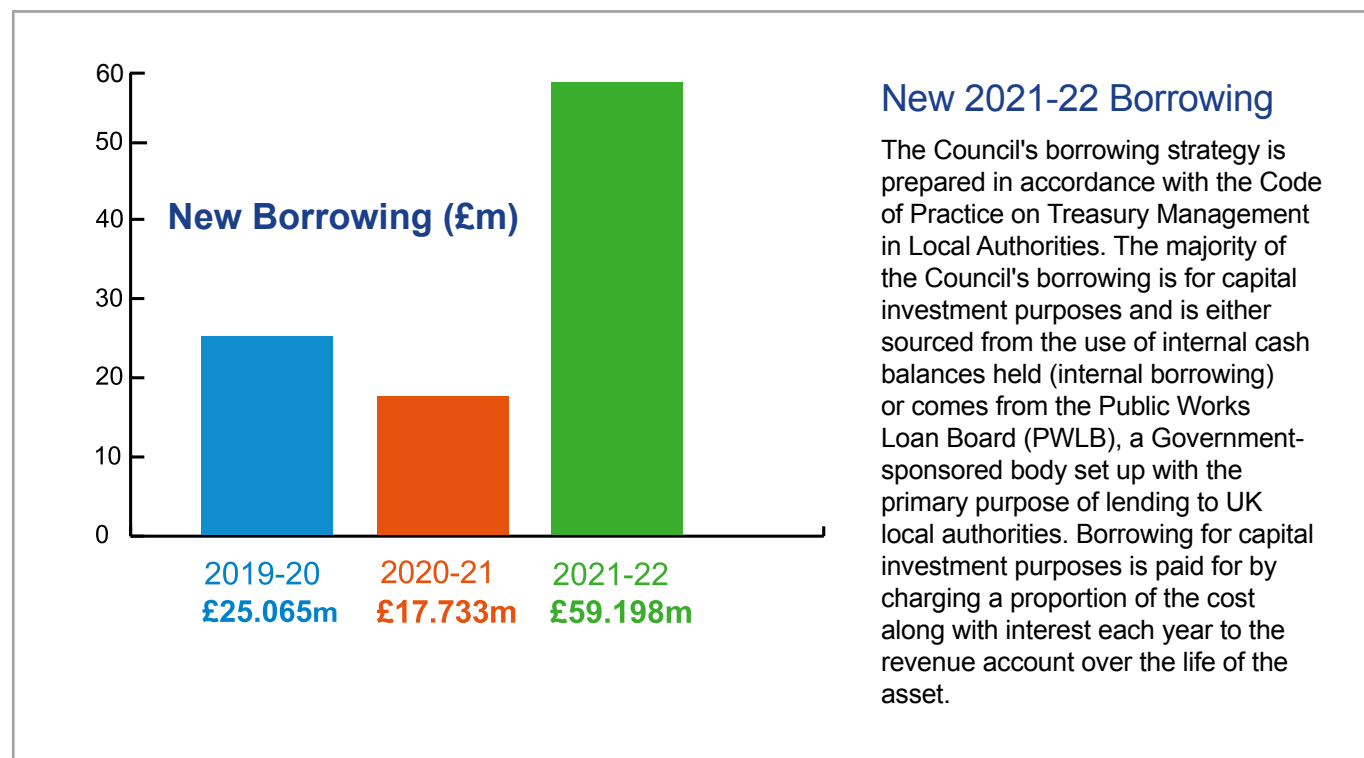 60
50
40
30
20
10
0
New Borrowing (£m)
2019-20
£25.065m
2020-21
£17.733m
2021-22
£59.198m
New 2021-22 Borrowing
The Council's borrowing strategy is
prepared in accordance with the Code
of Practice on Treasury Management
in Local Authorities. The majority of
the Council's borrowing is for capital
investment purposes and is either
sourced from the use of internal cash
balances held (internal borrowing)
or comes from the Public Works
Loan Board (PWLB), a Government-
sponsored body set up with the
primary purpose of lending to UK
local authorities. Borrowing for capital
investment purposes is paid for by
charging a proportion of the cost
along with interest each year to the
revenue account over the life of the
asset.